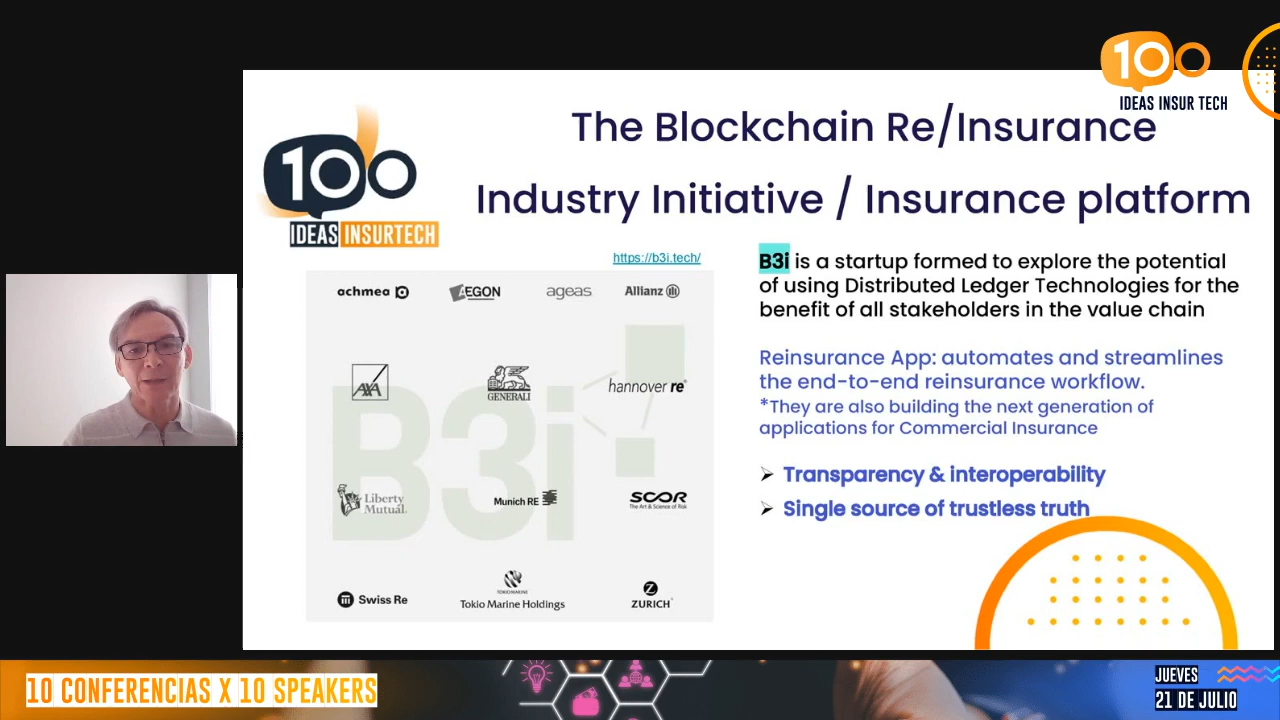 100
IDEAS INSUR TECH
The Blockchain Re/Insurance
Industry Initiative / Insurance platform
100
IDEAS INSURTECH
https://b3i.tech/
achmea
AEGON
ageas
Allianz
AXA
GENERALI
hannover re
B3i
Liberty
Mutual
Munich RE
SCOR
The Art & Science of Risk
Swiss Re
TOKIO MARINE
Tokio Marine Holdings
ZURICH
B3i is a startup formed to explore the potential
of using Distributed Ledger Technologies for the
benefit of all stakeholders in the value chain
Reinsurance App: automates and streamlines
the end-to-end reinsurance workflow.
*They are also building the next generation of
applications for Commercial Insurance
➢ Transparency & interoperability
➢ Single source of trustless truth
10 CONFERENCIAS X 10 SPEAKERS
JUEVES
21 DE JULIO